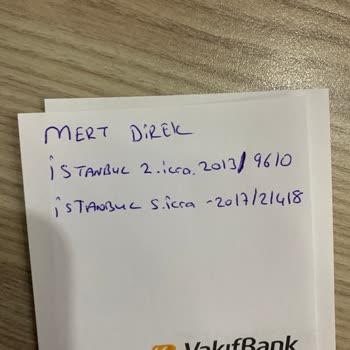 MERT DİREK
İSTANBUL 2.icra. 2013/9610
İSTANBUL 5.icra -2017/21418
VakıfBank